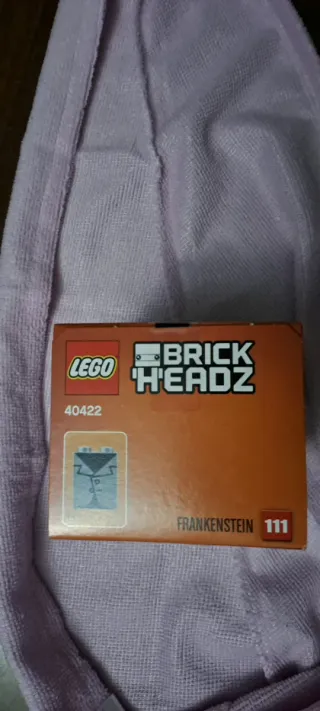 LEGO
BRICK
HEADZ
40422
FRANKENSTEIN 111